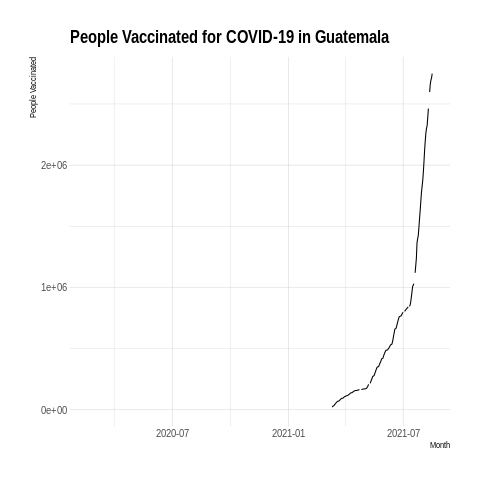 People Vaccinated for COVID-19 in Guatemala
People Vaccinated
2e+06
1e+06
0e+00
2020-07
2021-01
2021-07
Month